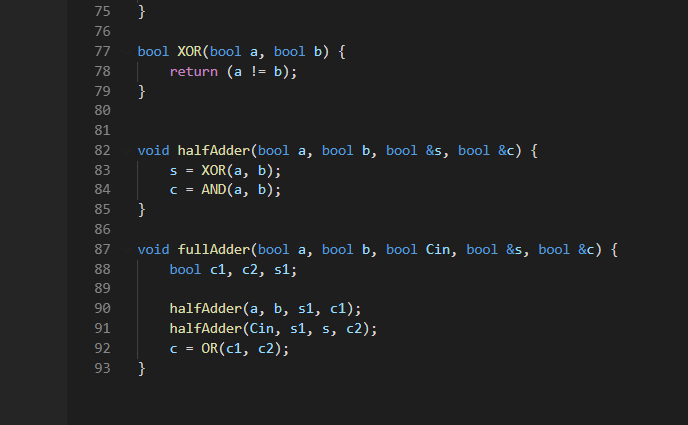 75 }
76
77 bool XOR(bool a, bool b) {
78     return (a != b);
79 }
80
81
82 void halfAdder(bool a, bool b, bool &s, bool &c) {
83     s = XOR(a, b);
84     c = AND(a, b);
85 }
86
87 void fullAdder(bool a, bool b, bool Cin, bool &s, bool &c) {
88     bool c1, c2, s1;
89
90     halfAdder(a, b, s1, c1);
91     halfAdder(Cin, s1, s, c2);
92     c = OR(c1, c2);
93 }